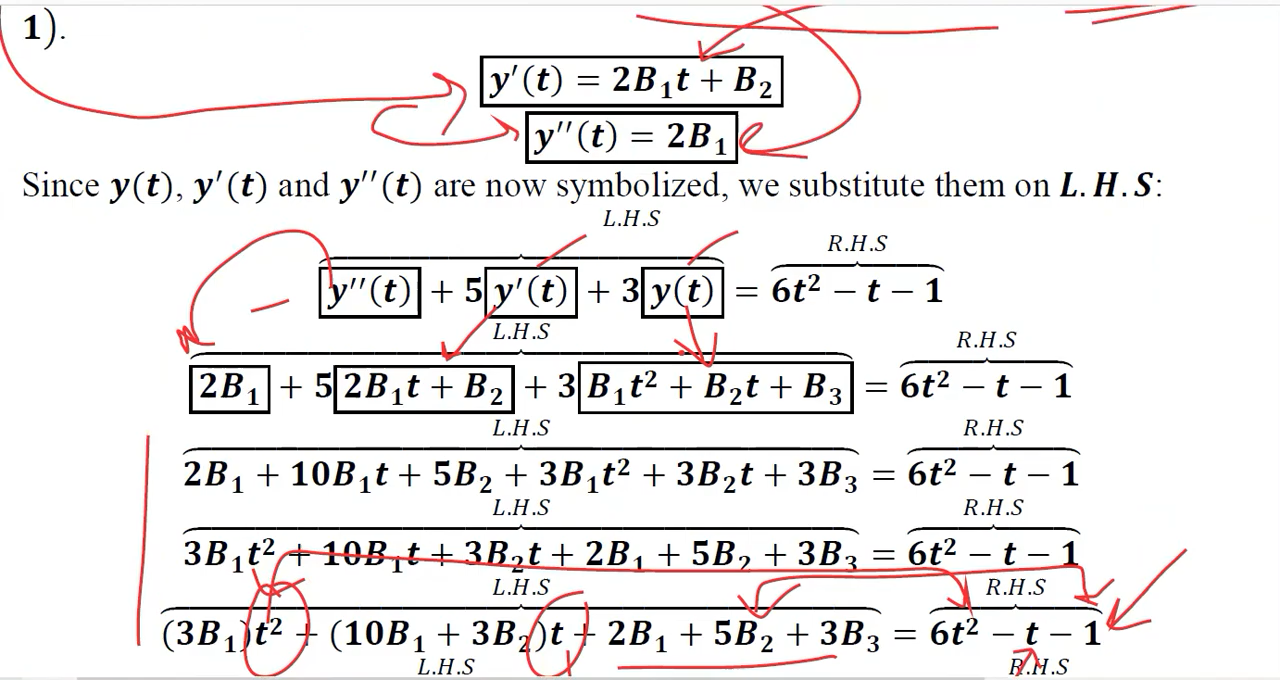 1).
y′(t) = 2B₁t + B₂
y′′(t) = 2B₁
Since y(t), y′(t) and y′′(t) are now symbolized, we substitute them on L.H.S:
L.H.S R.H.S
y′′(t) + 5 y′(t) + 3 y(t) = 6t² − t − 1
L.H.S R.H.S
2B₁ + 5 2B₁t + B₂ + 3 B₁t² + B₂t + B₃ = 6t² − t − 1
L.H.S R.H.S
2B₁ + 10B₁t + 5B₂ + 3B₁t² + 3B₂t + 3B₃ = 6t² − t − 1
L.H.S R.H.S
3B₁t² + 10B₁t + 3B₂t + 2B₁ + 5B₂ + 3B₃ = 6t² − t − 1
L.H.S R.H.S
(3B₁)t² + (10B₁ + 3B₂)t + 2B₁ + 5B₂ + 3B₃ = 6t² − t − 1
L.H.S R.H.S